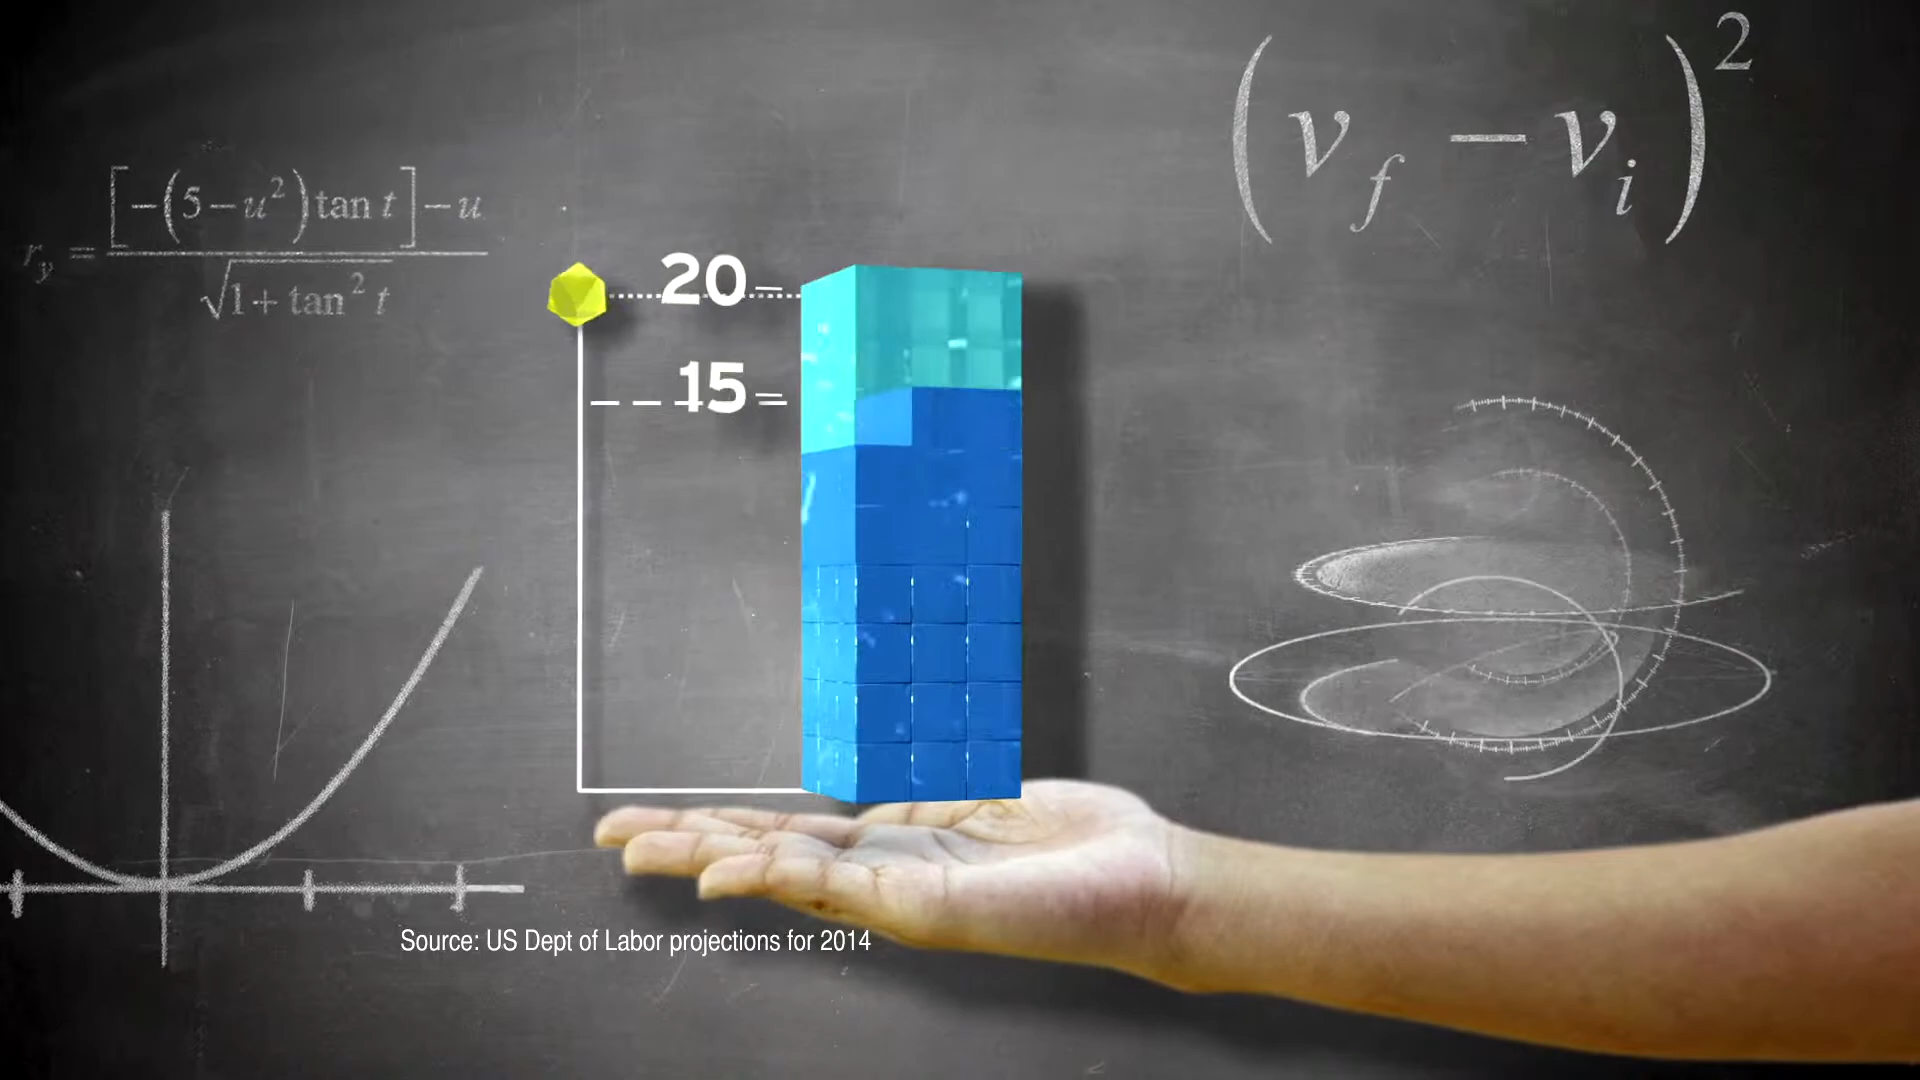 (v_f − v_i)²
r_y = [−(5−u²) tan t]−u
√1+ tan² t
20
15
Source: US Dept of Labor projections for 2014